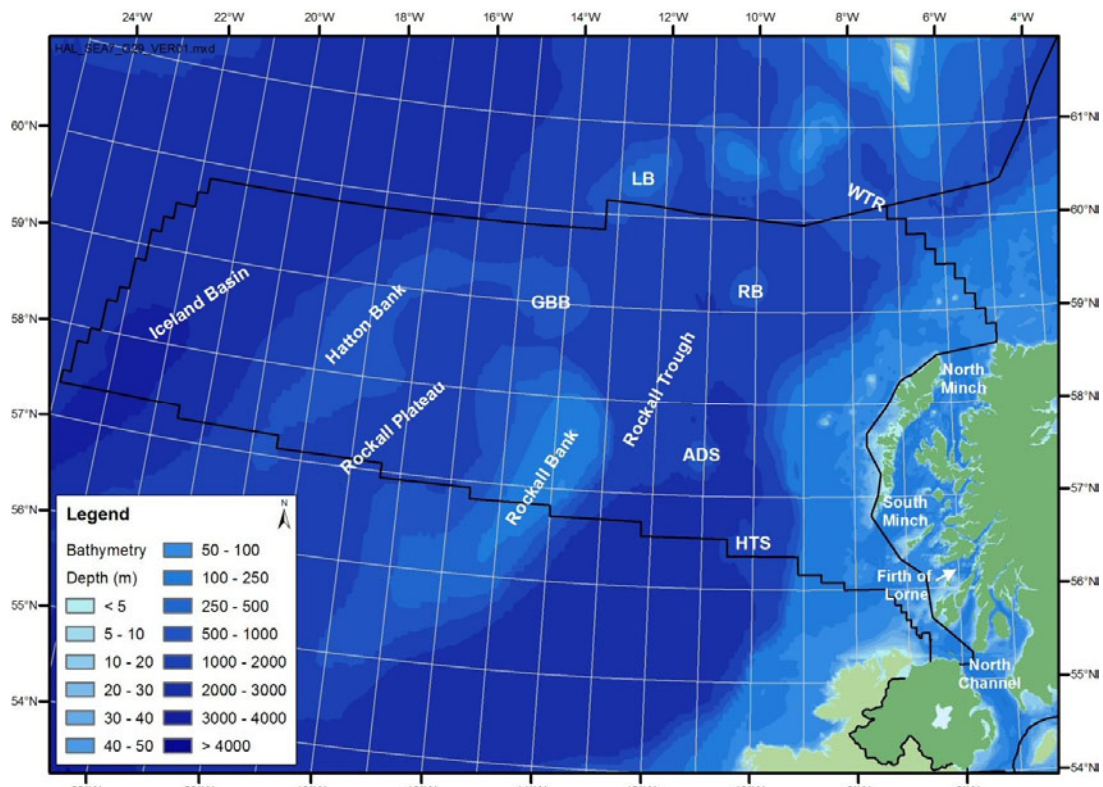 24°W 22°W 20°W 18°W 16°W 14°W 12°W 10°W 8°W 6°W 4°W
HAL_SEA7_G29_VER01.mxd
61°N
60°N
LB
WTR
60°N
59°N
Iceland Basin
Hatton Bank
GBB
RB
59°N
58°N
Rockall Trough
North
Minch
58°N
57°N
Rockall Plateau
Rockall Bank
ADS
57°N
South
Minch
56°N
HTS
Firth of
Lorne
56°N
55°N
North
Channel
55°N
54°N
54°N
Legend
N
Bathymetry
Depth (m)
< 5
5 - 10
10 - 20
20 - 30
30 - 40
40 - 50
50 - 100
100 - 250
250 - 500
500 - 1000
1000 - 2000
2000 - 3000
3000 - 4000
> 4000